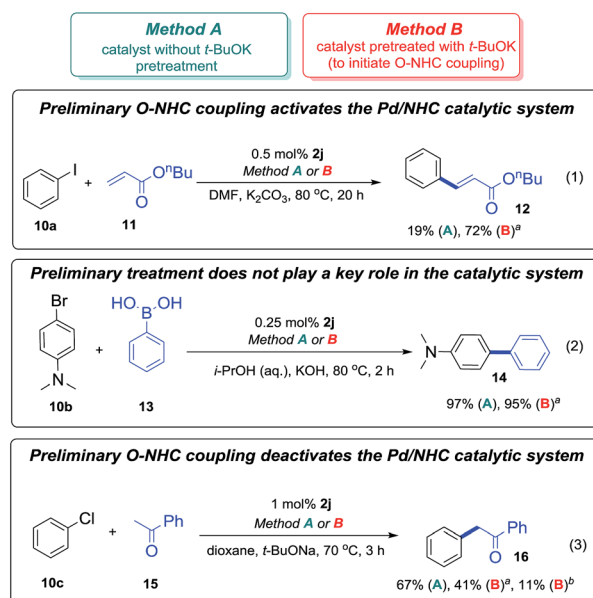 Method A
catalyst without t-BuOK
pretreatment
Method B
catalyst pretreated with t-BuOK
(to initiate O-NHC coupling)
Preliminary O-NHC coupling activates the Pd/NHC catalytic system
I
+
OⁿBu
O
10a
11
0.5 mol% 2j
Method A or B
DMF, K₂CO₃, 80 °C, 20 h
OⁿBu
O
12
19% (A), 72% (B)ᵃ
(1)
Preliminary treatment does not play a key role in the catalytic system
Br
N
10b
+
HO OH
B
13
0.25 mol% 2j
Method A or B
i-PrOH (aq.), KOH, 80 °C, 2 h
N
14
97% (A), 95% (B)ᵃ
(2)
Preliminary O-NHC coupling deactivates the Pd/NHC catalytic system
Cl
10c
+
Ph
O
15
1 mol% 2j
Method A or B
dioxane, t-BuONa, 70 °C, 3 h
Ph
O
16
67% (A), 41% (B)ᵃ, 11% (B)ᵇ
(3)